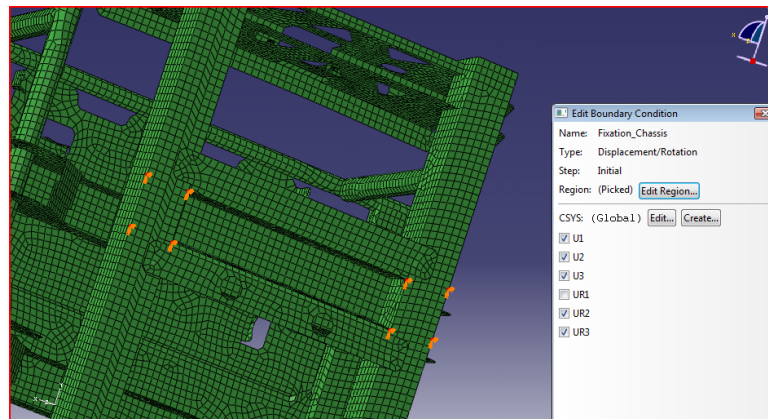 Edit Boundary Condition
Name: Fixation_Chassis
Type: Displacement/Rotation
Step: Initial
Region: (Picked) Edit Region...
CSYS: (Global) Edit... Create...
U1
U2
U3
UR1
UR2
UR3